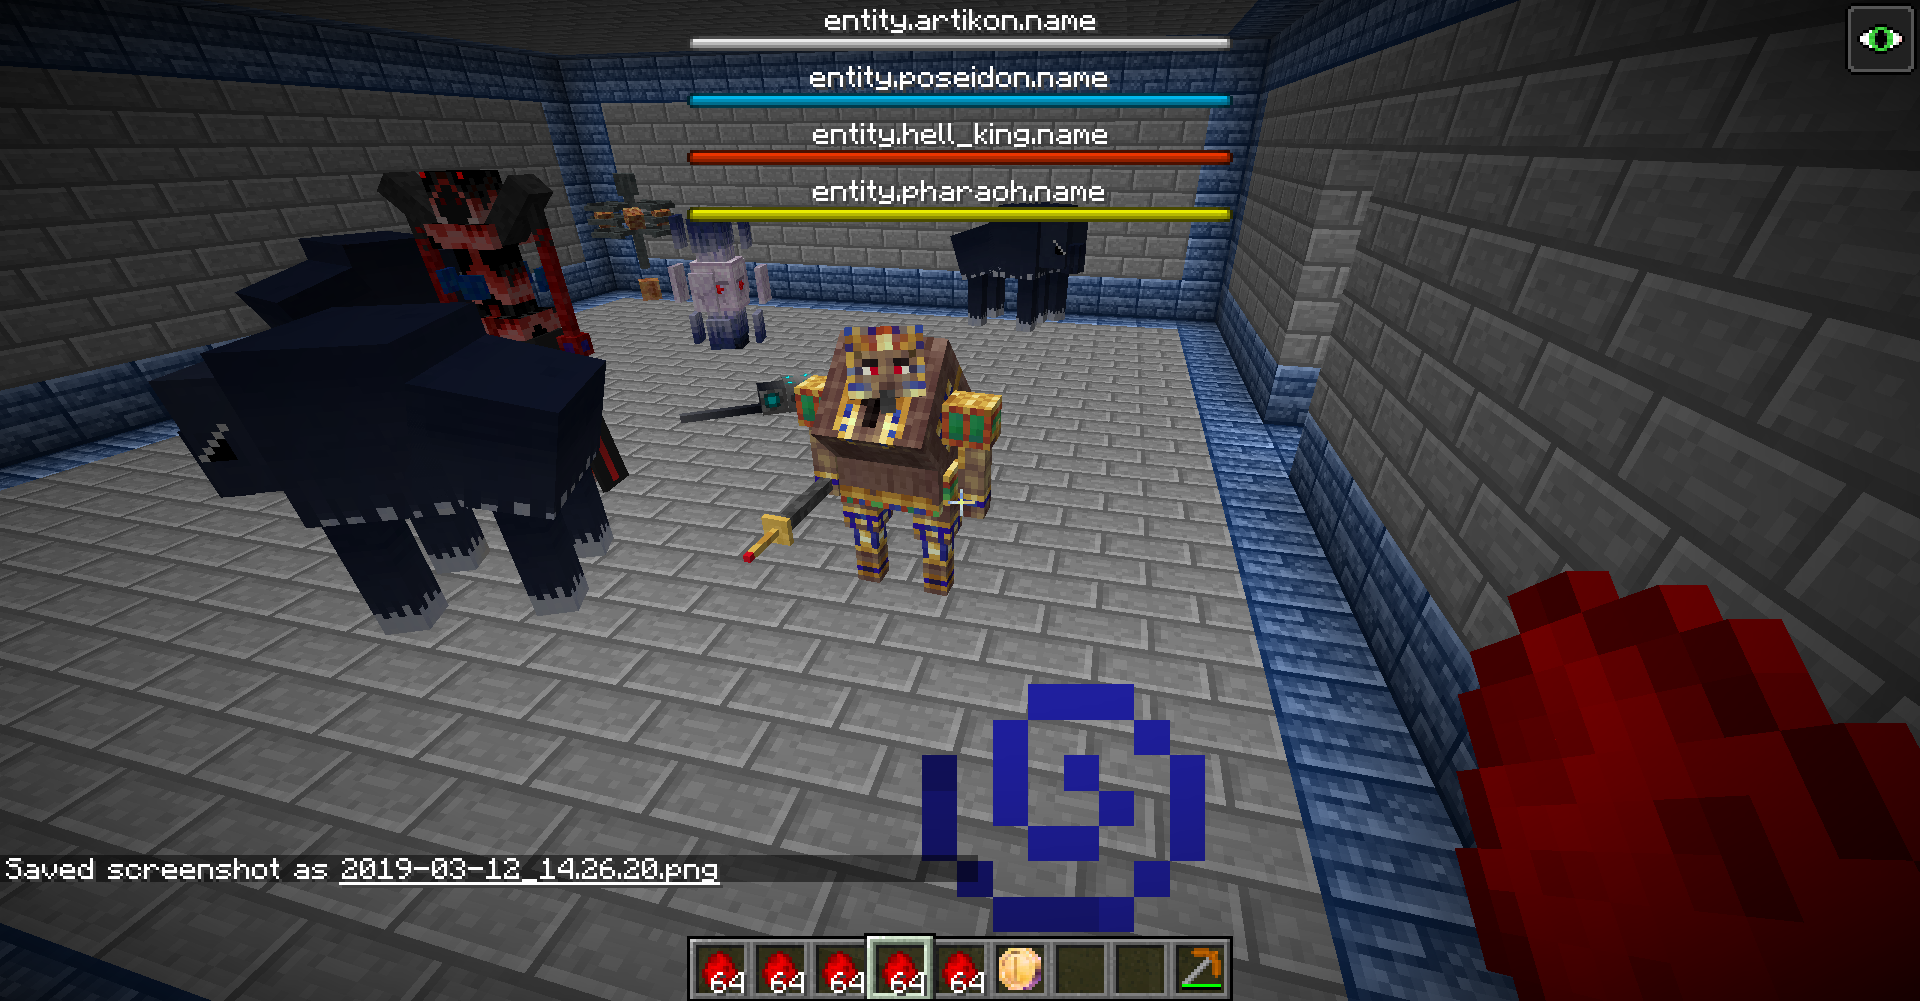 entity.artikon.name
entity.poseidon.name
entity.hell_king.name
entity.pharaoh.name
Saved screenshot as 2019-03-12_14.26.20.png
64 64 64 64 64